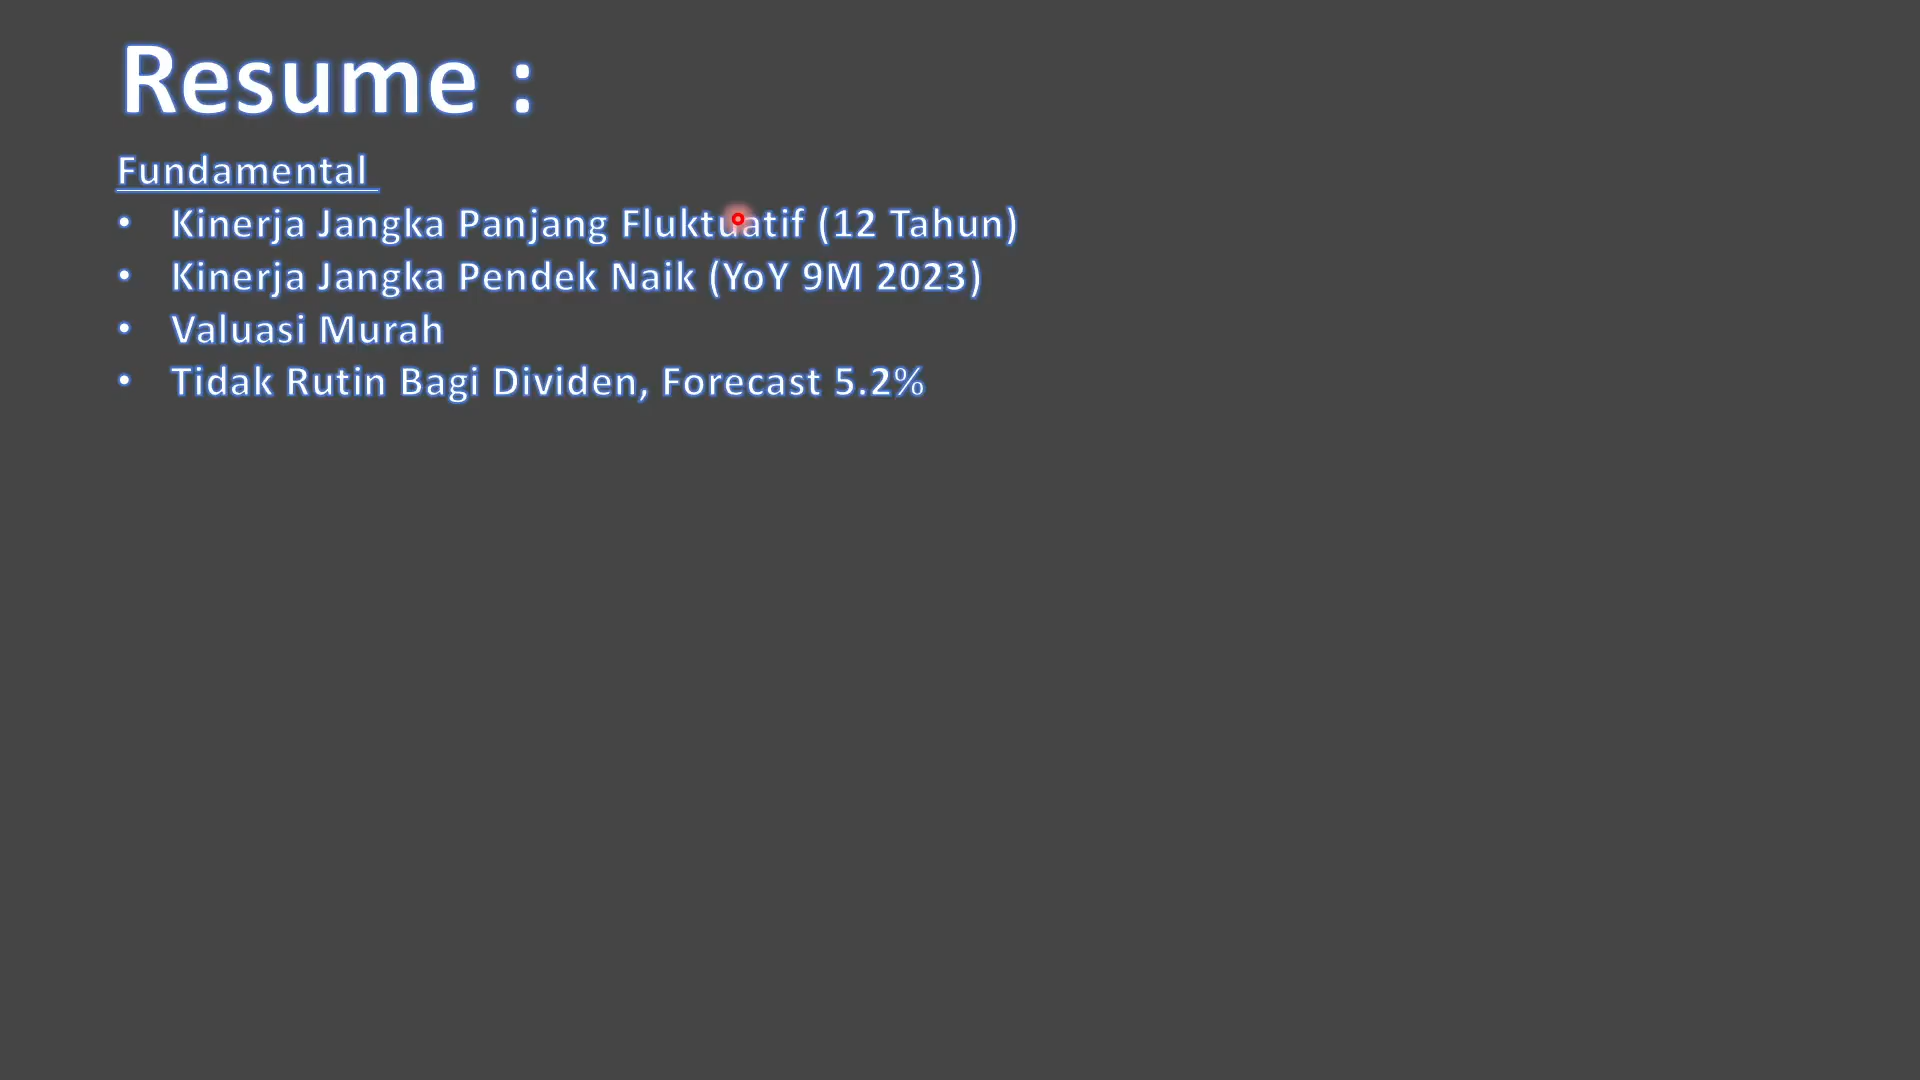 Resume :
Fundamental
• Kinerja Jangka Panjang Fluktuatif (12 Tahun)
• Kinerja Jangka Pendek Naik (YoY 9M 2023)
• Valuasi Murah
• Tidak Rutin Bagi Dividen, Forecast 5.2%